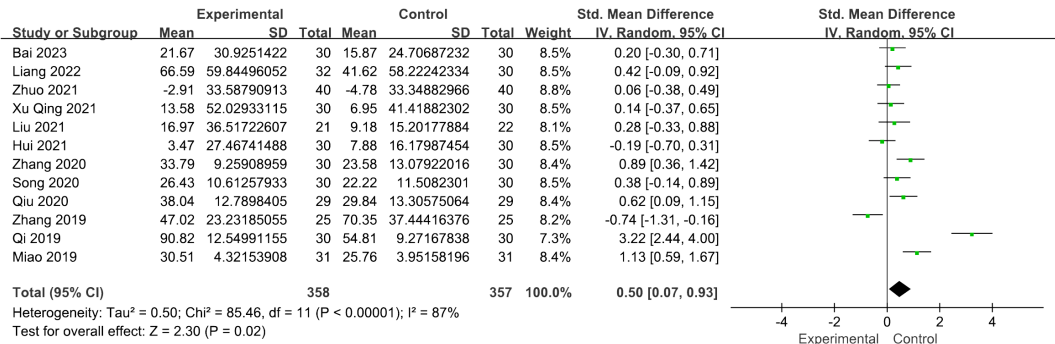 Experimental Control Std. Mean Difference Std. Mean Difference
Study or Subgroup Mean SD Total Mean SD Total Weight IV. Random. 95% CI IV. Random. 95% CI
Bai 2023 21.67 30.9251422 30 15.87 24.70687232 30 8.5% 0.20 [-0.30, 0.71]
Liang 2022 66.59 59.84496052 32 41.62 58.22242334 30 8.5% 0.42 [-0.09, 0.92]
Zhuo 2021 -2.91 33.58790913 40 -4.78 33.34882966 40 8.8% 0.06 [-0.38, 0.49]
Xu Qing 2021 13.58 52.02933115 30 6.95 41.41882302 30 8.5% 0.14 [-0.37, 0.65]
Liu 2021 16.97 36.51722607 21 9.18 15.20177884 22 8.1% 0.28 [-0.33, 0.88]
Hui 2021 3.47 27.46741488 30 7.88 16.17987454 30 8.5% -0.19 [-0.70, 0.31]
Zhang 2020 33.79 9.25908959 30 23.58 13.07922016 30 8.4% 0.89 [0.36, 1.42]
Song 2020 26.43 10.61257933 30 22.22 11.5082301 30 8.5% 0.38 [-0.14, 0.89]
Qiu 2020 38.04 12.7898405 29 29.84 13.30575064 29 8.4% 0.62 [0.09, 1.15]
Zhang 2019 47.02 23.23185055 25 70.35 37.44416376 25 8.2% -0.74 [-1.31, -0.16]
Qi 2019 90.82 12.54991155 30 54.81 9.27167838 30 7.3% 3.22 [2.44, 4.00]
Miao 2019 30.51 4.32153908 31 25.76 3.95158196 31 8.4% 1.13 [0.59, 1.67]
Total (95% CI) 358 357 100.0% 0.50 [0.07, 0.93]
Heterogeneity: Tau² = 0.50; Chi² = 85.46, df = 11 (P < 0.00001); I² = 87%
Test for overall effect: Z = 2.30 (P = 0.02)
-4 -2 0 2 4
Experimental Control